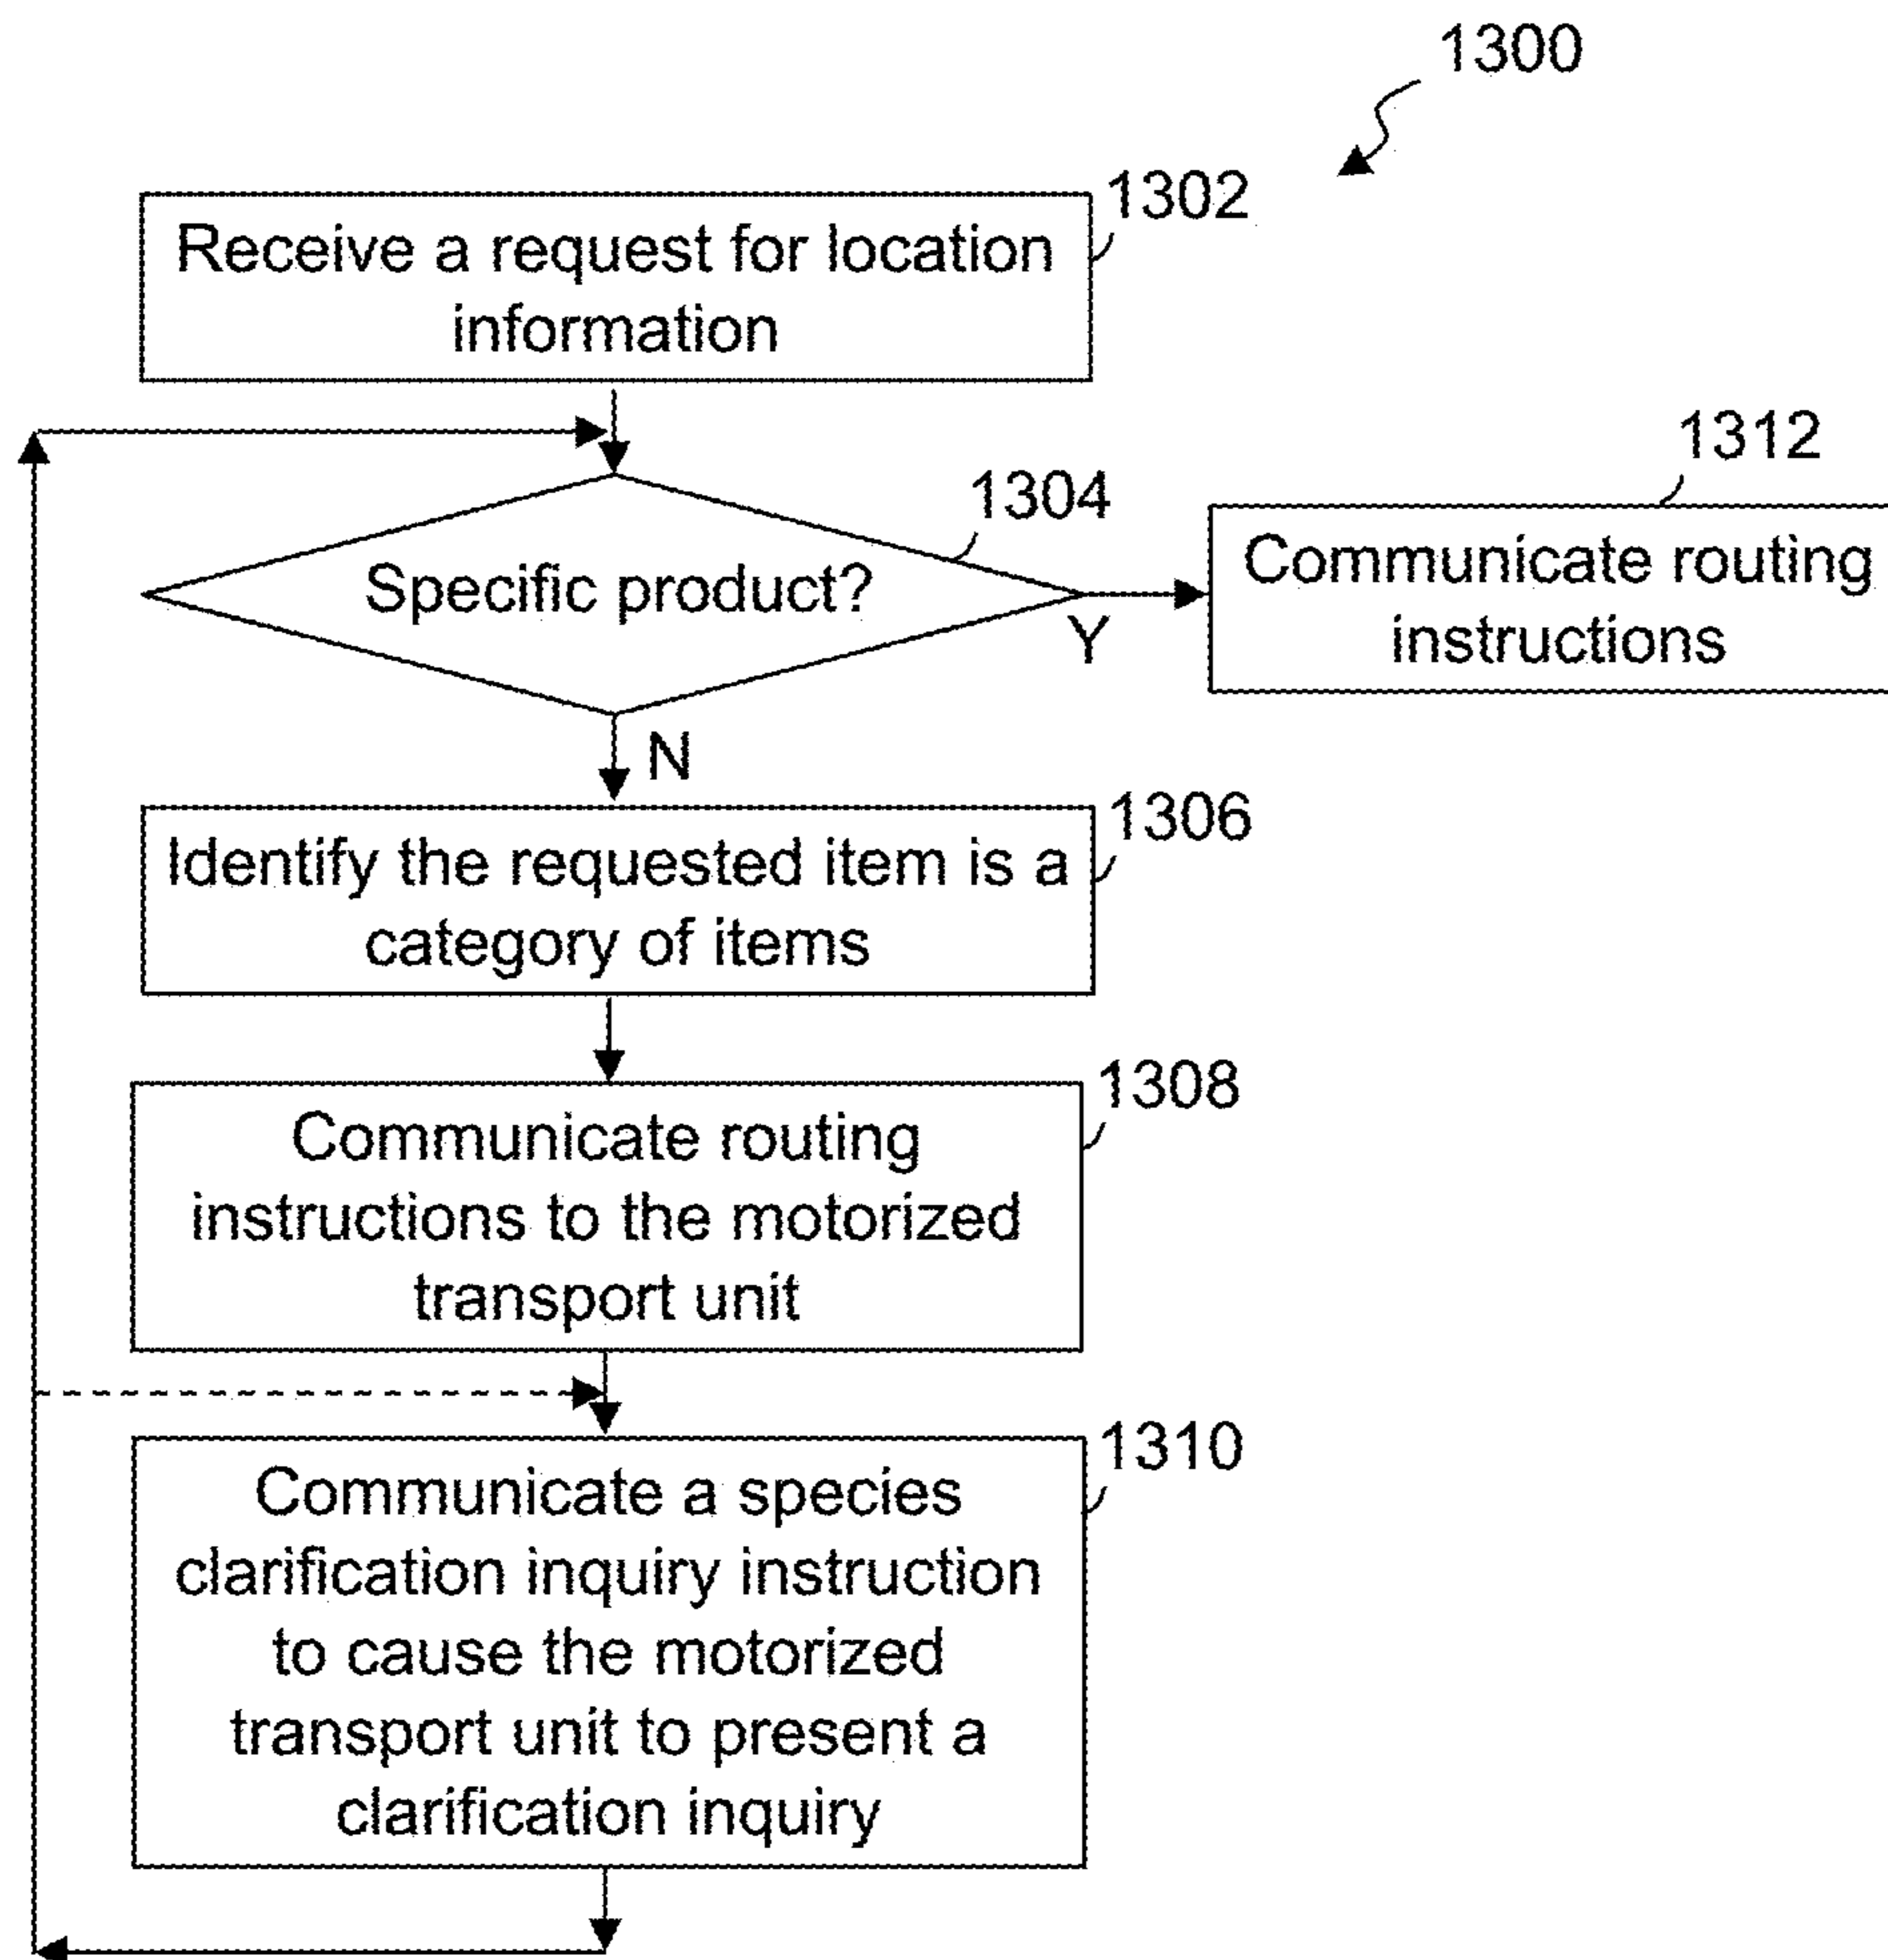 1300
1302
Receive a request for location
information
1312
1304
Specific product?
Y
Communicate routing
instructions
N
1306
Identify the requested item is a
category of items
1308
Communicate routing
instructions to the motorized
transport unit
1310
Communicate a species
clarification inquiry instruction
to cause the motorized
transport unit to present a
clarification inquiry